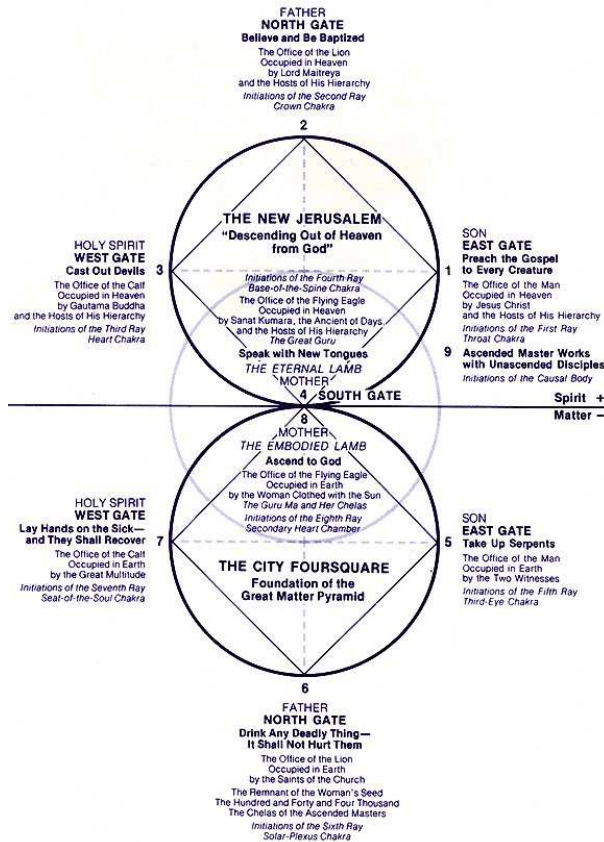 FATHER
NORTH GATE
Believe and Be Baptized
The Office of the Lion
Occupied in Heaven
by Lord Maitreya
and the Hosts of His Hierarchy
Initiations of the Second Ray
Crown Chakra
2
THE NEW JERUSALEM
“Descending Out of Heaven
from God”
HOLY SPIRIT
WEST GATE
Cast Out Devils
The Office of the Calf
Occupied in Heaven
by Gautama Buddha
and the Hosts of His Hierarchy
Initiations of the Third Ray
Heart Chakra
3
Initiations of the Fourth Ray
Base-of-the-Spine Chakra
The Office of the Flying Eagle
Occupied in Heaven
by Sanat Kumara, the Ancient of Days
and the Hosts of His Hierarchy
The Great Guru
Speak with New Tongues
THE ETERNAL LAMB
MOTHER
4 SOUTH GATE
1
SON
EAST GATE
Preach the Gospel
to Every Creature
The Office of the Man
Occupied in Heaven
by Jesus Christ
and the Hosts of His Hierarchy
Initiations of the First Ray
Throat Chakra
9 Ascended Master Works
with Unascended Disciples
Initiations of the Causal Body
Spirit +
Matter –
8
MOTHER
THE EMBODIED LAMB
Ascend to God
The Office of the Flying Eagle
Occupied in Earth
by the Woman Clothed with the Sun
The Guru Ma and Her Chelas
Initiations of the Eighth Ray
Secondary Heart Chamber
HOLY SPIRIT
WEST GATE
Lay Hands on the Sick—
and They Shall Recover
The Office of the Calf
Occupied in Earth
by the Great Multitude
Initiations of the Seventh Ray
Seat-of-the-Soul Chakra
7
THE CITY FOURSQUARE
Foundation of the
Great Matter Pyramid
5
SON
EAST GATE
Take Up Serpents
The Office of the Man
Occupied in Earth
by the Two Witnesses
Initiations of the Fifth Ray
Third-Eye Chakra
6
FATHER
NORTH GATE
Drink Any Deadly Thing—
It Shall Not Hurt Them
The Office of the Lion
Occupied in Earth
by the Saints of the Church
The Remnant of the Woman's Seed
The Hundred and Forty and Four Thousand
The Chelas of the Ascended Masters
Initiations of the Sixth Ray
Solar-Plexus Chakra